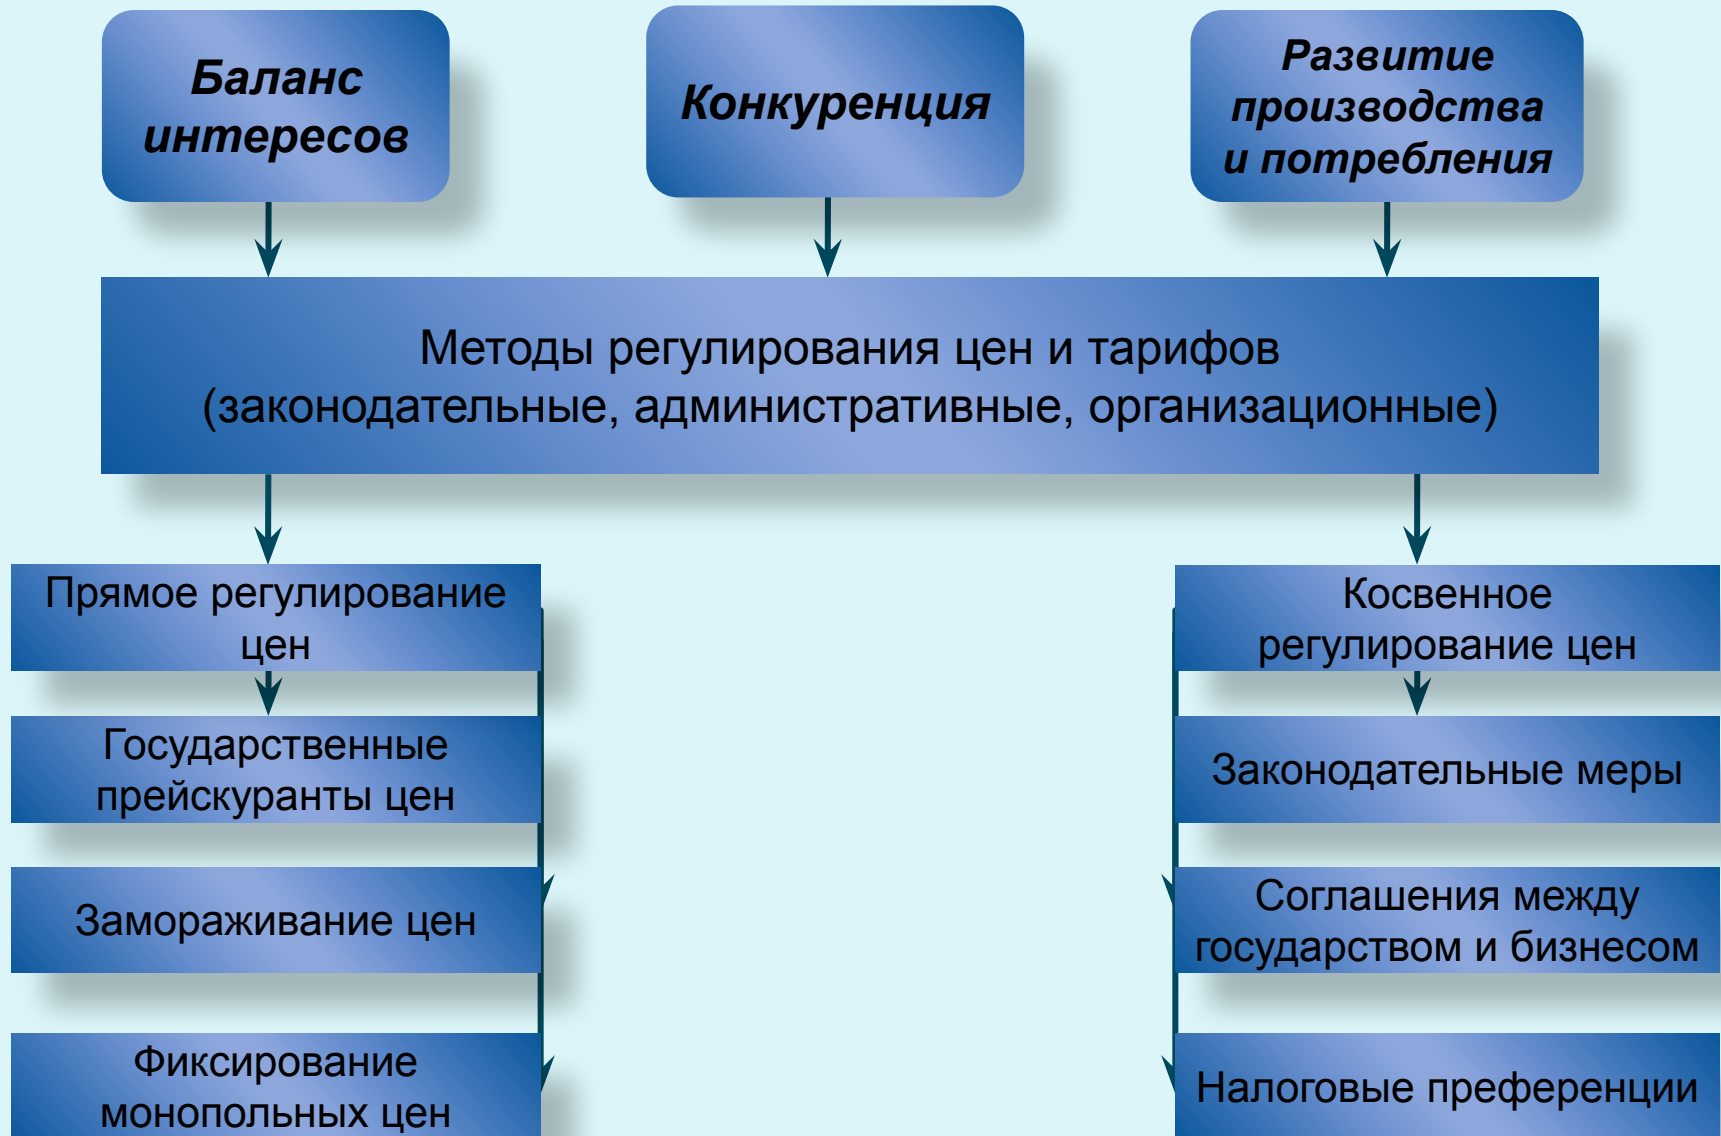 Баланс
интересов
Конкуренция
Развитие
производства
и потребления
Методы регулирования цен и тарифов
(законодательные, административные, организационные)
Прямое регулирование
цен
Косвенное
регулирование цен
Государственные
прейскуранты цен
Законодательные меры
Замораживание цен
Соглашения между
государством и бизнесом
Фиксирование
монопольных цен
Налоговые преференции